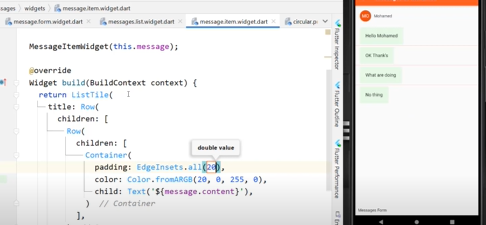 ssages
widgets
message.item.widget.dart
message.form.widget.dart
messages.list.widget.dart
message.item.widget.dart
circular.p
MessageItemWidget(this.message);
@override
Widget build(BuildContext context) {
return ListTile(
title: Row(
children: [
Row(
children: [
double value
Container(
padding: EdgeInsets.all(20),
color: Color.fromARGB(20, 0, 255, 0),
child: Text('${message.content}'),
) // Container
],
Flutter Inspector
Flutter Outline
Flutter Performance
Mohamed
Hello Mohamed
OK Thank's
What are doing
No thing
Messages Form